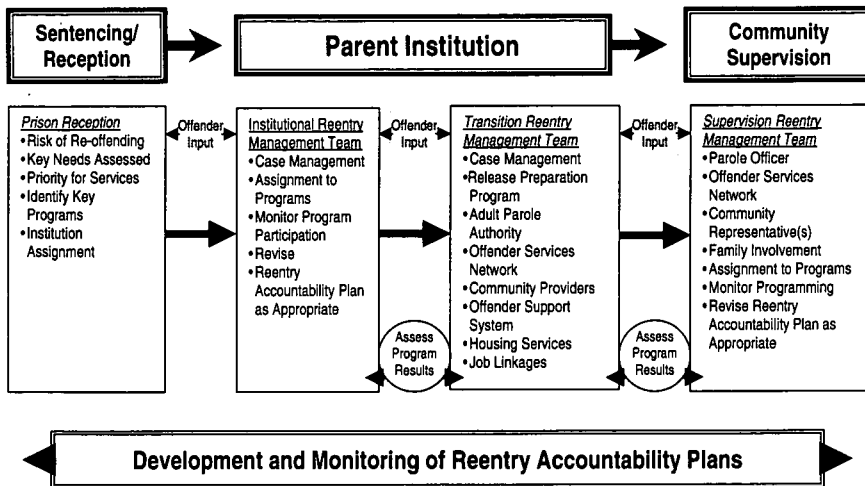 Sentencing/
Reception
Parent Institution
Community
Supervision
Prison Reception
•Risk of Re-offending
•Key Needs Assessed
•Priority for Services
•Identify Key
Programs
•Institution
Assignment
Offender
Input
Institutional Reentry
Management Team
•Case Management
•Assignment to
Programs
•Monitor Program
Participation
•Revise
•Reentry
Accountability Plan
as Appropriate
Offender
Input
Assess
Program
Results
Transition Reentry
Management Team
•Case Management
•Release Preparation
Program
•Adult Parole
Authority
•Offender Services
Network
•Community Providers
•Offender Support
System
•Housing Services
•Job Linkages
Offender
Input
Assess
Program
Results
Supervision Reentry
Management Team
•Parole Officer
•Offender Services
Network
•Community
Representative(s)
•Family Involvement
•Assignment to Programs
•Monitor Programming
•Revise Reentry
Accountability Plan as
Appropriate
Development and Monitoring of Reentry Accountability Plans